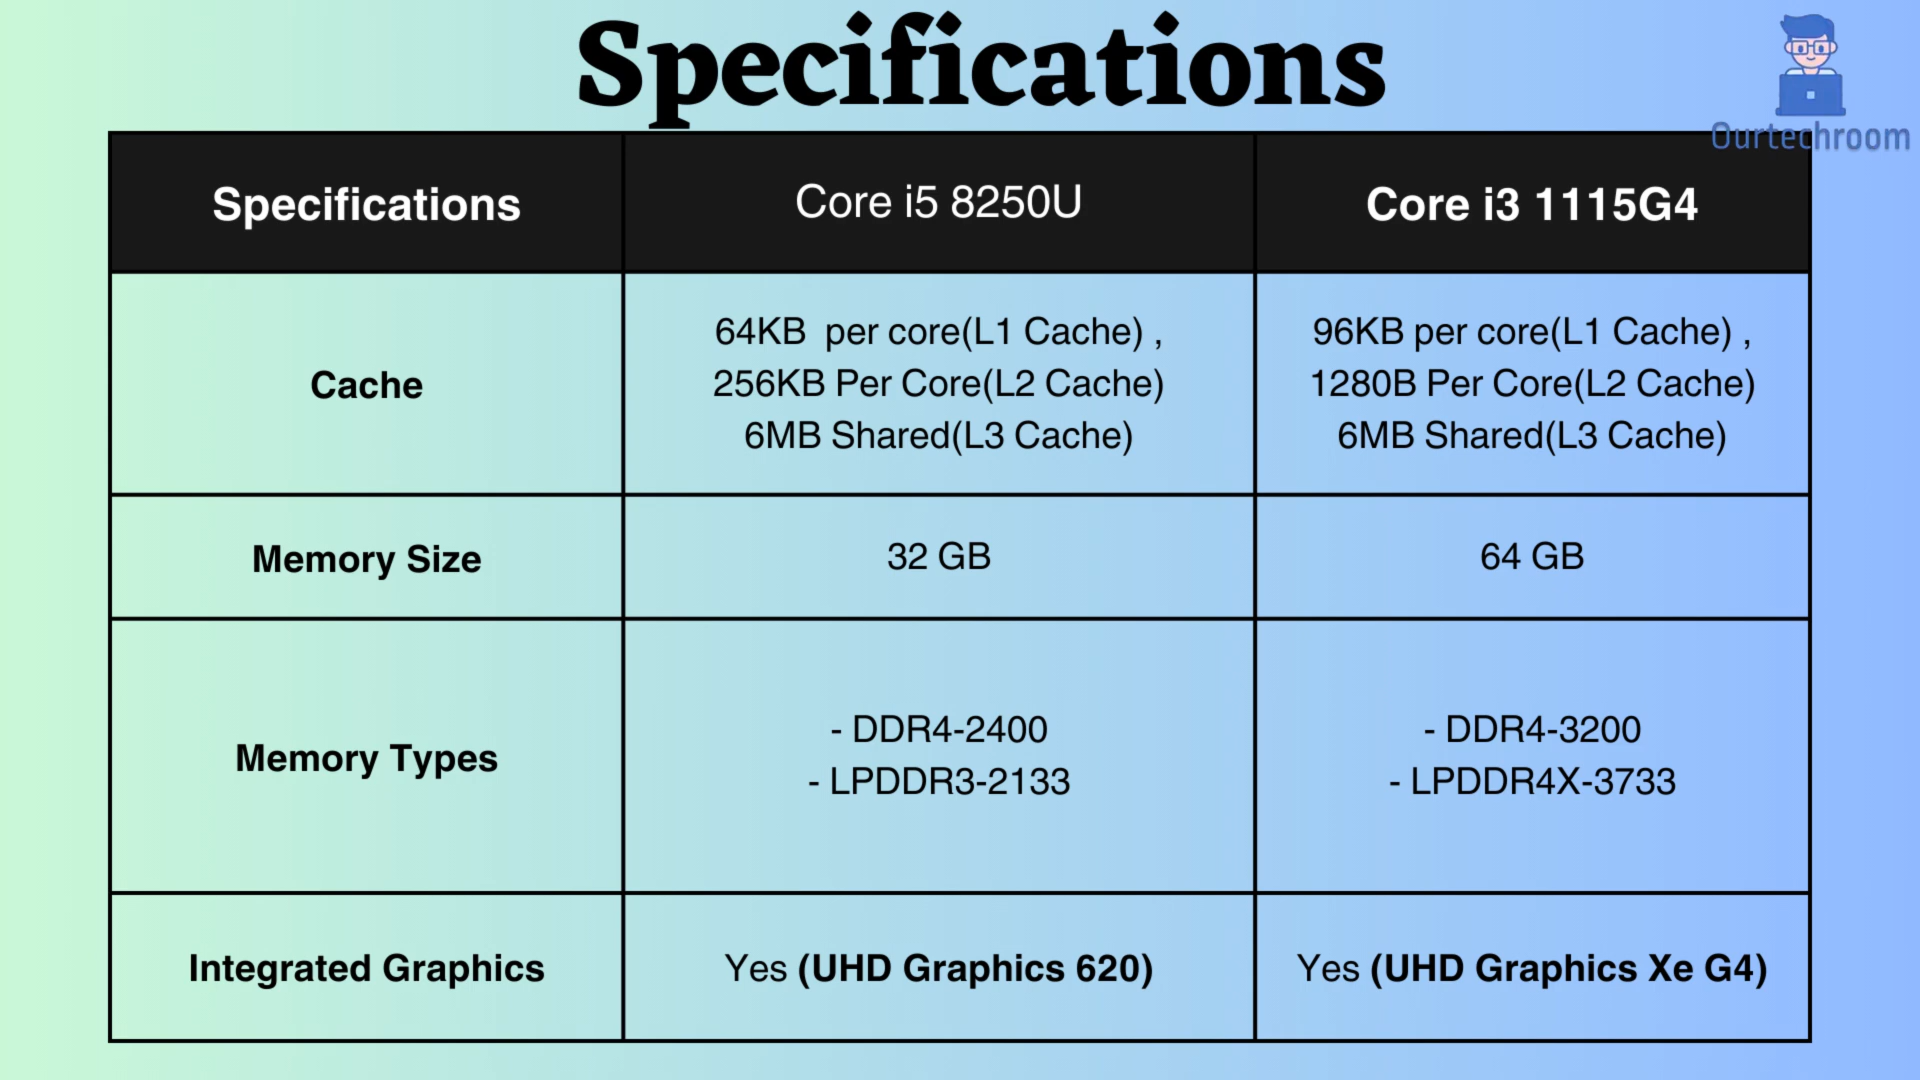 Specifications
Ourtechroom
Specifications
Core i5 8250U
Core i3 1115G4
Cache
64KB  per core(L1 Cache) ,
256KB Per Core(L2 Cache)
6MB Shared(L3 Cache)
96KB per core(L1 Cache) ,
1280B Per Core(L2 Cache)
6MB Shared(L3 Cache)
Memory Size
32 GB
64 GB
Memory Types
- DDR4-2400
- LPDDR3-2133
- DDR4-3200
- LPDDR4X-3733
Integrated Graphics
Yes (UHD Graphics 620)
Yes (UHD Graphics Xe G4)